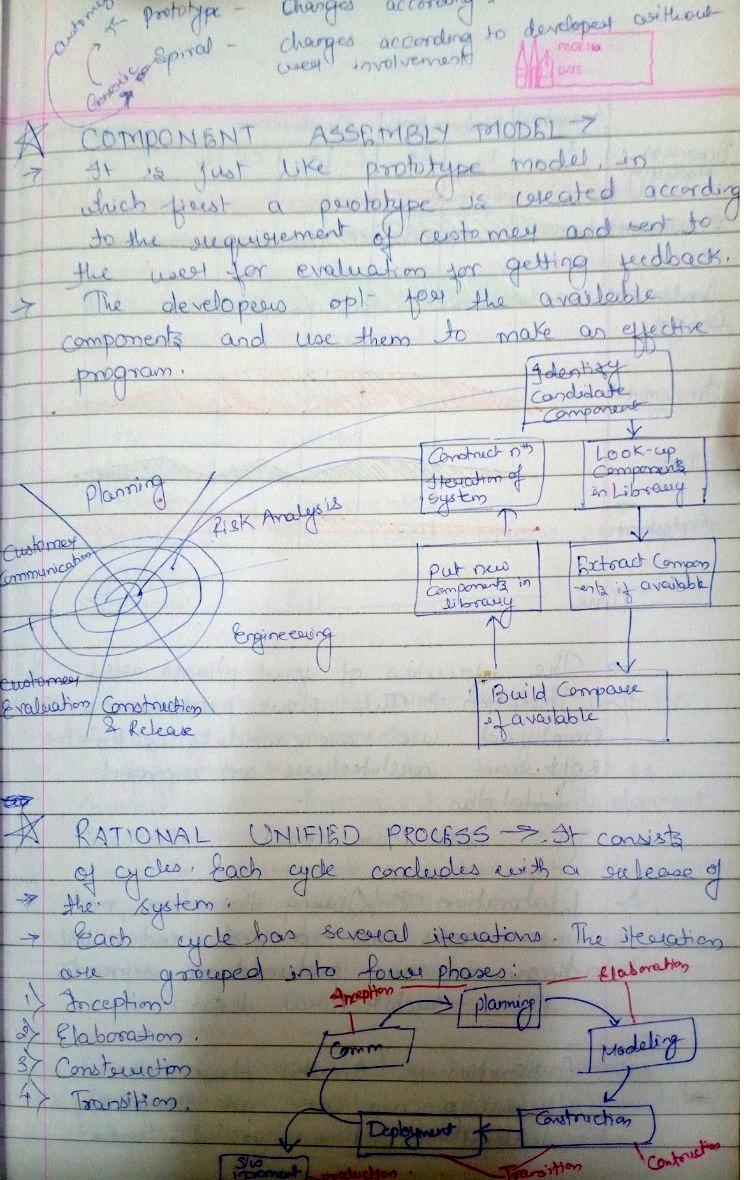 Customer
Prototype - Changes according
Generic
Spiral - changes according to developer without
user involvement
PAGE No.
DATE
COMPONENT ASSEMBLY MODEL →
→ It is just like prototype model, in
which first a prototype is created according
to the requirement of customer and sent to
the user for evaluation for getting feedback.
→ The developers opt for the available
components and use them to make an effective
program.
Identify
Candidate
Component
Construct nth
Iteration of
System
Look-up
Components
in Library
Planning
Risk Analysis
Customer
Communication
Put new
Components in
library
Extract Compon
-ents if available
Engineering
Customer
Evaluation
Construction
& Release
Build Compone
if available
RATIONAL UNIFIED PROCESS → It consists
of cycles. Each cycle concludes with a release of
the system.
→ Each cycle has several iterations. The iteration
are grouped into four phases:
1) Inception
2) Elaboration.
3) Construction
4) Transition.
Inception
Planning
Elaboration
Comm.
Modeling
Deployment
Construction
S/w
increment
production
Transition
Contruction